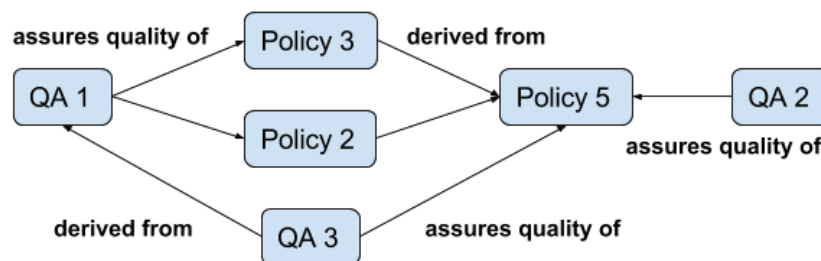 assures quality of
Policy 3
derived from
QA 1
Policy 5
QA 2
Policy 2
assures quality of
derived from
QA 3
assures quality of